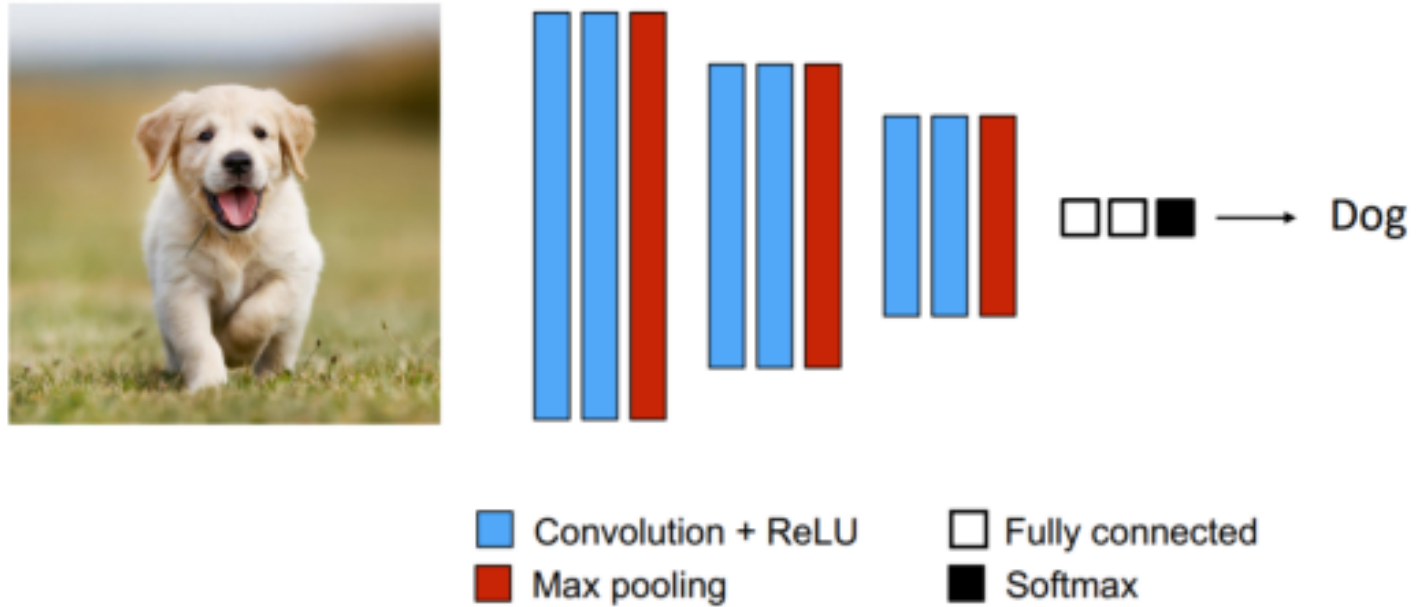 Dog
Convolution + ReLU
Fully connected
Max pooling
Softmax